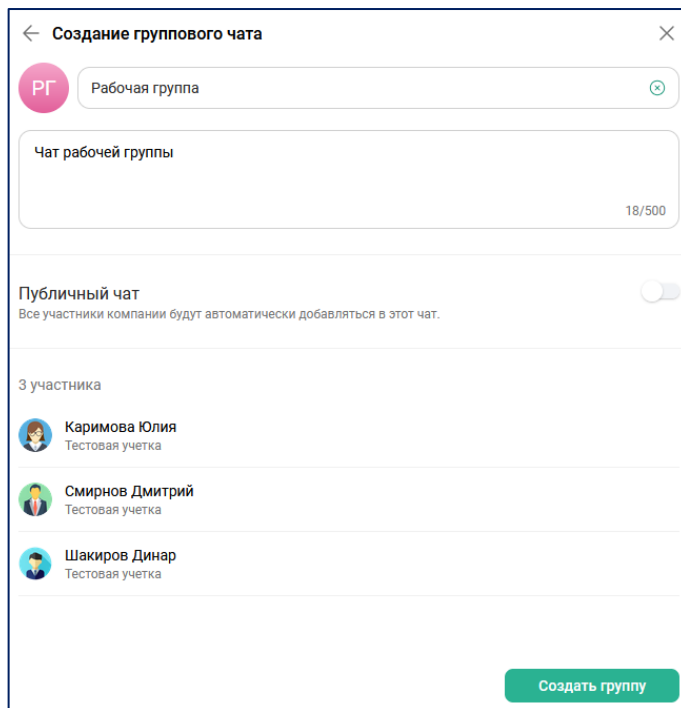 Создание группового чата
РГ
Рабочая группа
Чат рабочей группы
18/500
Публичный чат
Все участники компании будут автоматически добавляться в этот чат.
3 участника
Каримова Юлия
Тестовая учетка
Смирнов Дмитрий
Тестовая учетка
Шакиров Динар
Тестовая учетка
Создать группу